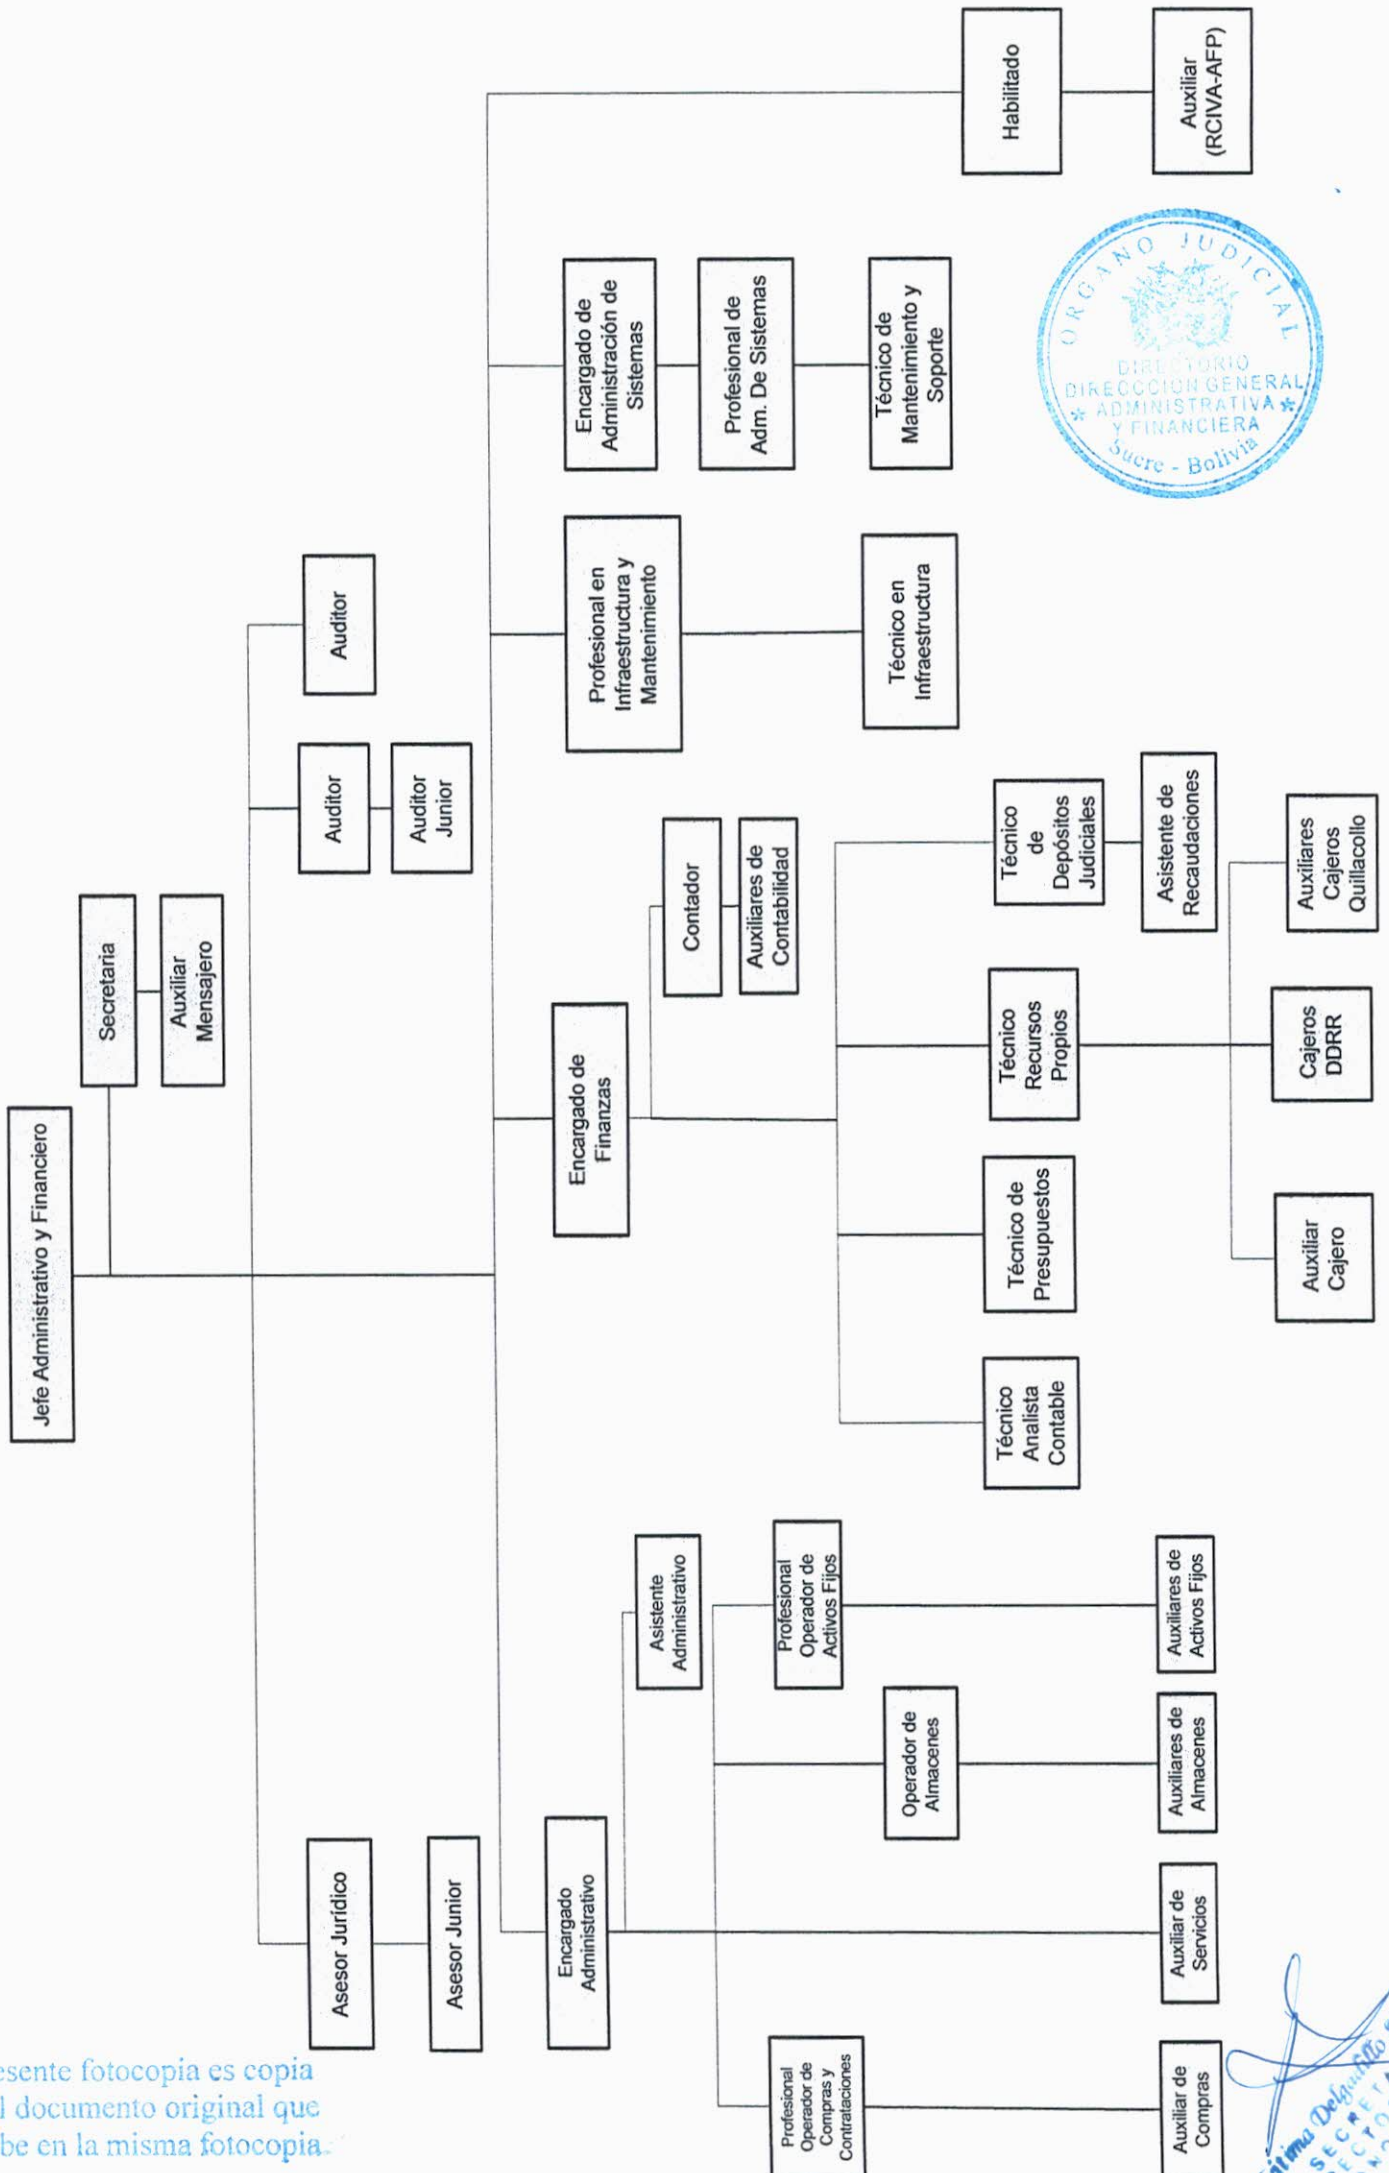 Jefe Administrativo y Financiero
Secretaria
Auxiliar
Mensajero
Asesor Jurídico
Asesor Junior
Auditor
Auditor
Junior
Auditor
Encargado
Administrativo
Asistente
Administrativo
Profesional
Operador de
Compras y
Contrataciones
Operador de
Almacenes
Profesional
Operador de
Activos Fijos
Auxiliar de
Compras
Auxiliar de
Servicios
Auxiliares de
Almacenes
Auxiliares de
Activos Fijos
Encargado de
Finanzas
Contador
Auxiliares de
Contabilidad
Técnico
Analista
Contable
Técnico de
Presupuestos
Técnico
Recursos
Propios
Técnico
de
Depósitos
Judiciales
Asistente de
Recaudaciones
Auxiliar
Cajero
Cajeros
DDRR
Auxiliares
Cajeros
Quillacollo
Profesional en
Infraestructura y
Mantenimiento
Técnico en
Infraestructura
Encargado de
Administración de
Sistemas
Profesional de
Adm. De Sistemas
Técnico de
Mantenimiento y
Soporte
Habilitado
Auxiliar
(RCIVA-AFP)
ORGANO JUDICIAL
DIRECTORIO
DIRECCCION GENERAL
* ADMINISTRATIVA *
Y FINANCIERA
Sucre - Bolivia
esente fotocopia es copia
l documento original que
be en la misma fotocopia.
Delgadillo